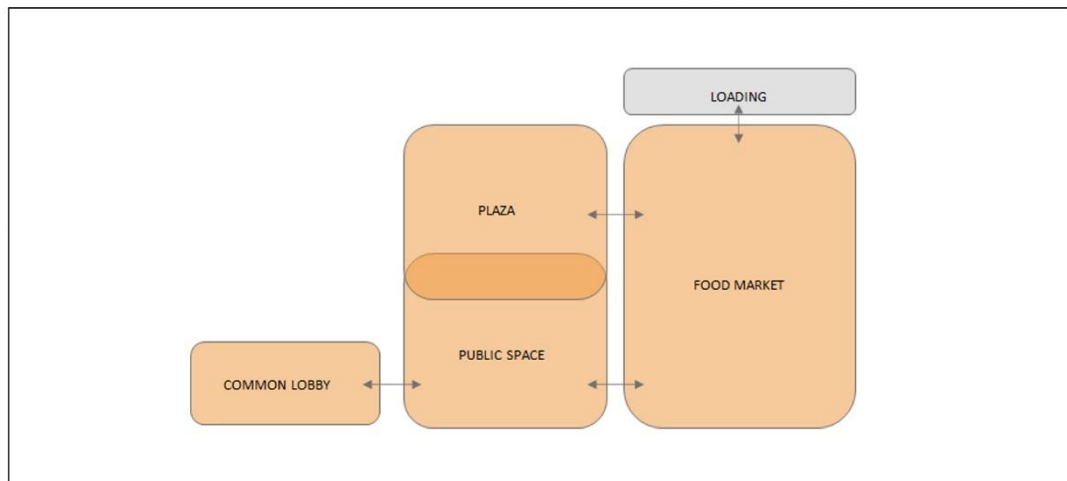 LOADING
PLAZA
FOOD MARKET
PUBLIC SPACE
COMMON LOBBY